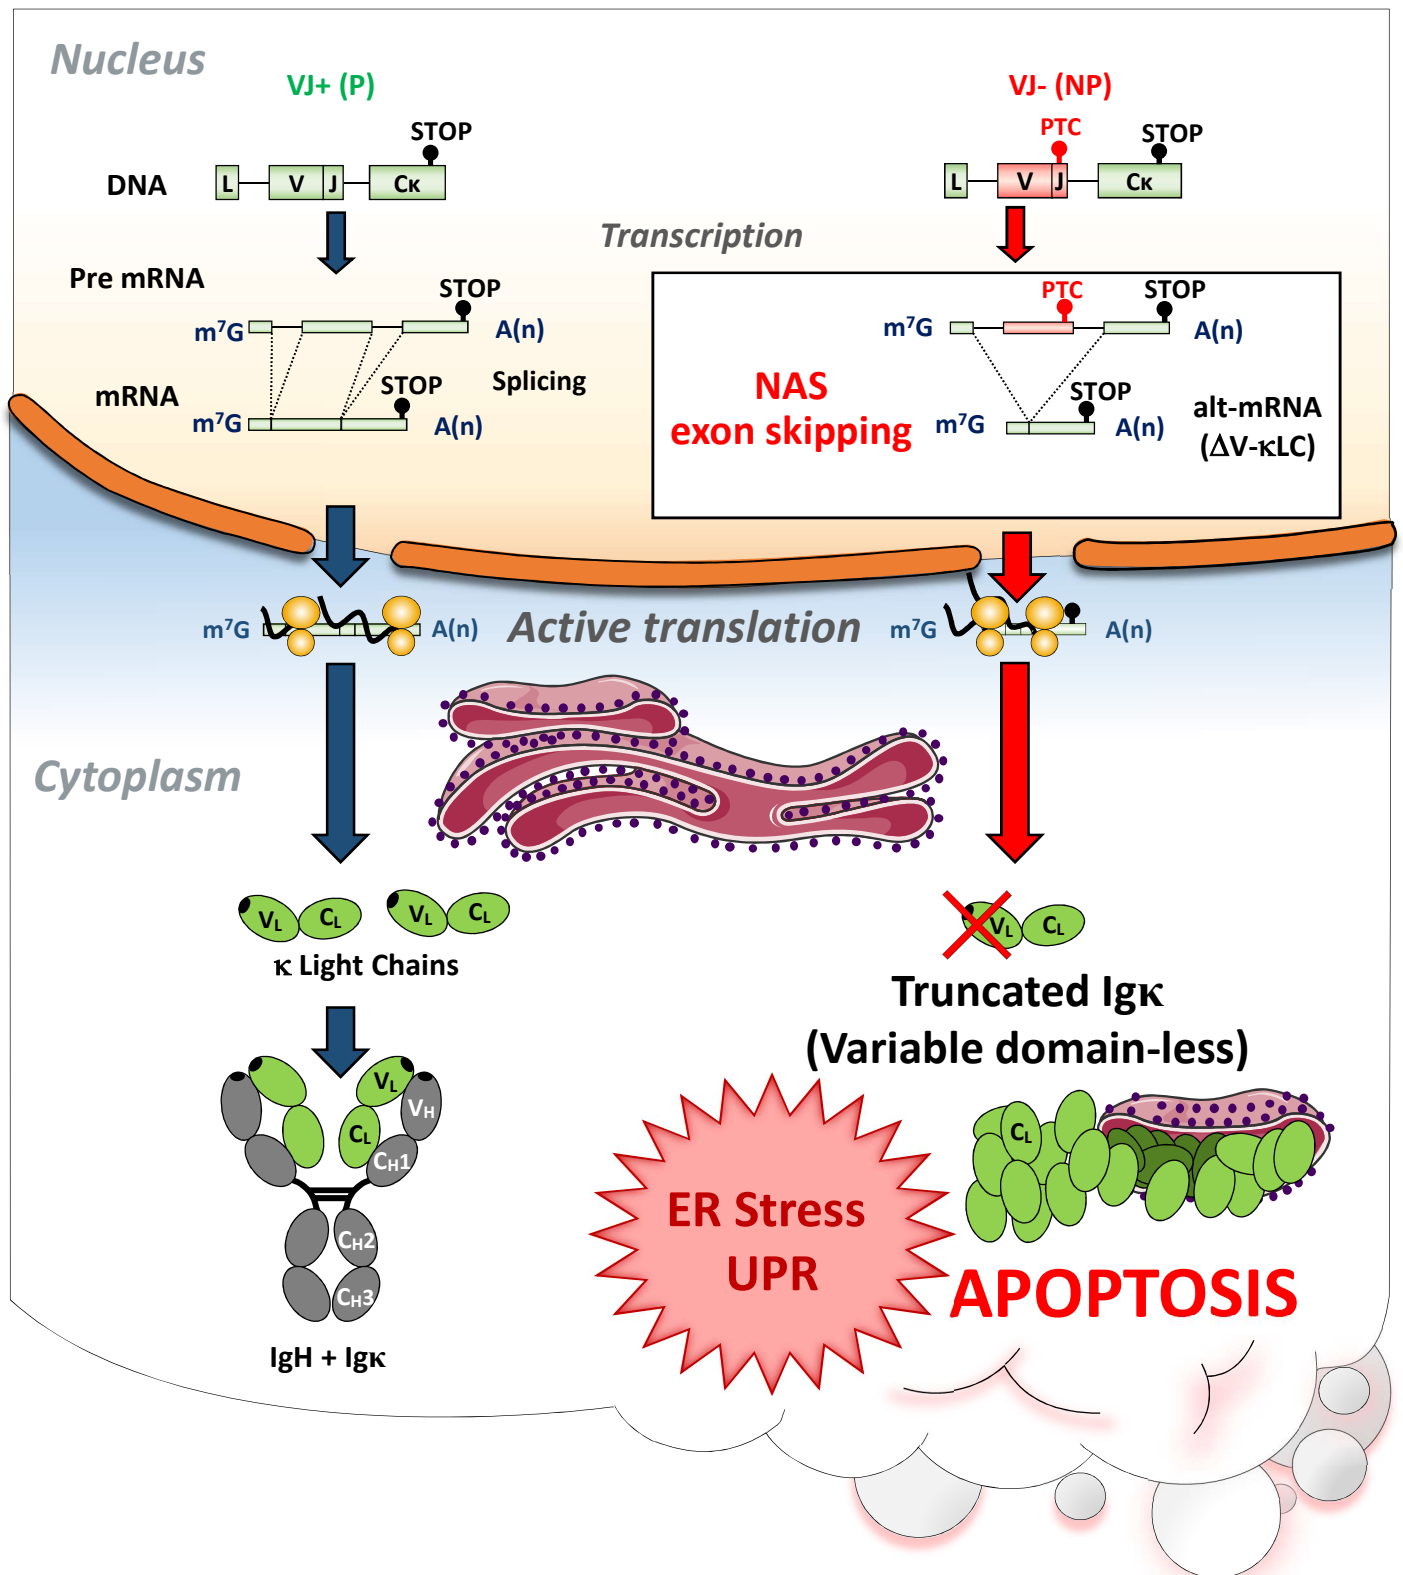 Nucleus
VJ+ (P)
VJ- (NP)
STOP
PTC
STOP
DNA
L
V
J
Cκ
L
V
J
Cκ
Transcription
Pre mRNA
STOP
m⁷G
A(n)
PTC
STOP
m⁷G
A(n)
Splicing
mRNA
STOP
m⁷G
A(n)
NAS
exon skipping
STOP
m⁷G
A(n)
alt-mRNA
(ΔV-κLC)
m⁷G
A(n)
Active translation
m⁷G
A(n)
Cytoplasm
VL
CL
VL
CL
κ Light Chains
VL
CL
Truncated Igκ
(Variable domain-less)
VL
VH
CL
CH1
CH2
CH3
IgH + Igκ
CL
ER Stress
UPR
APOPTOSIS